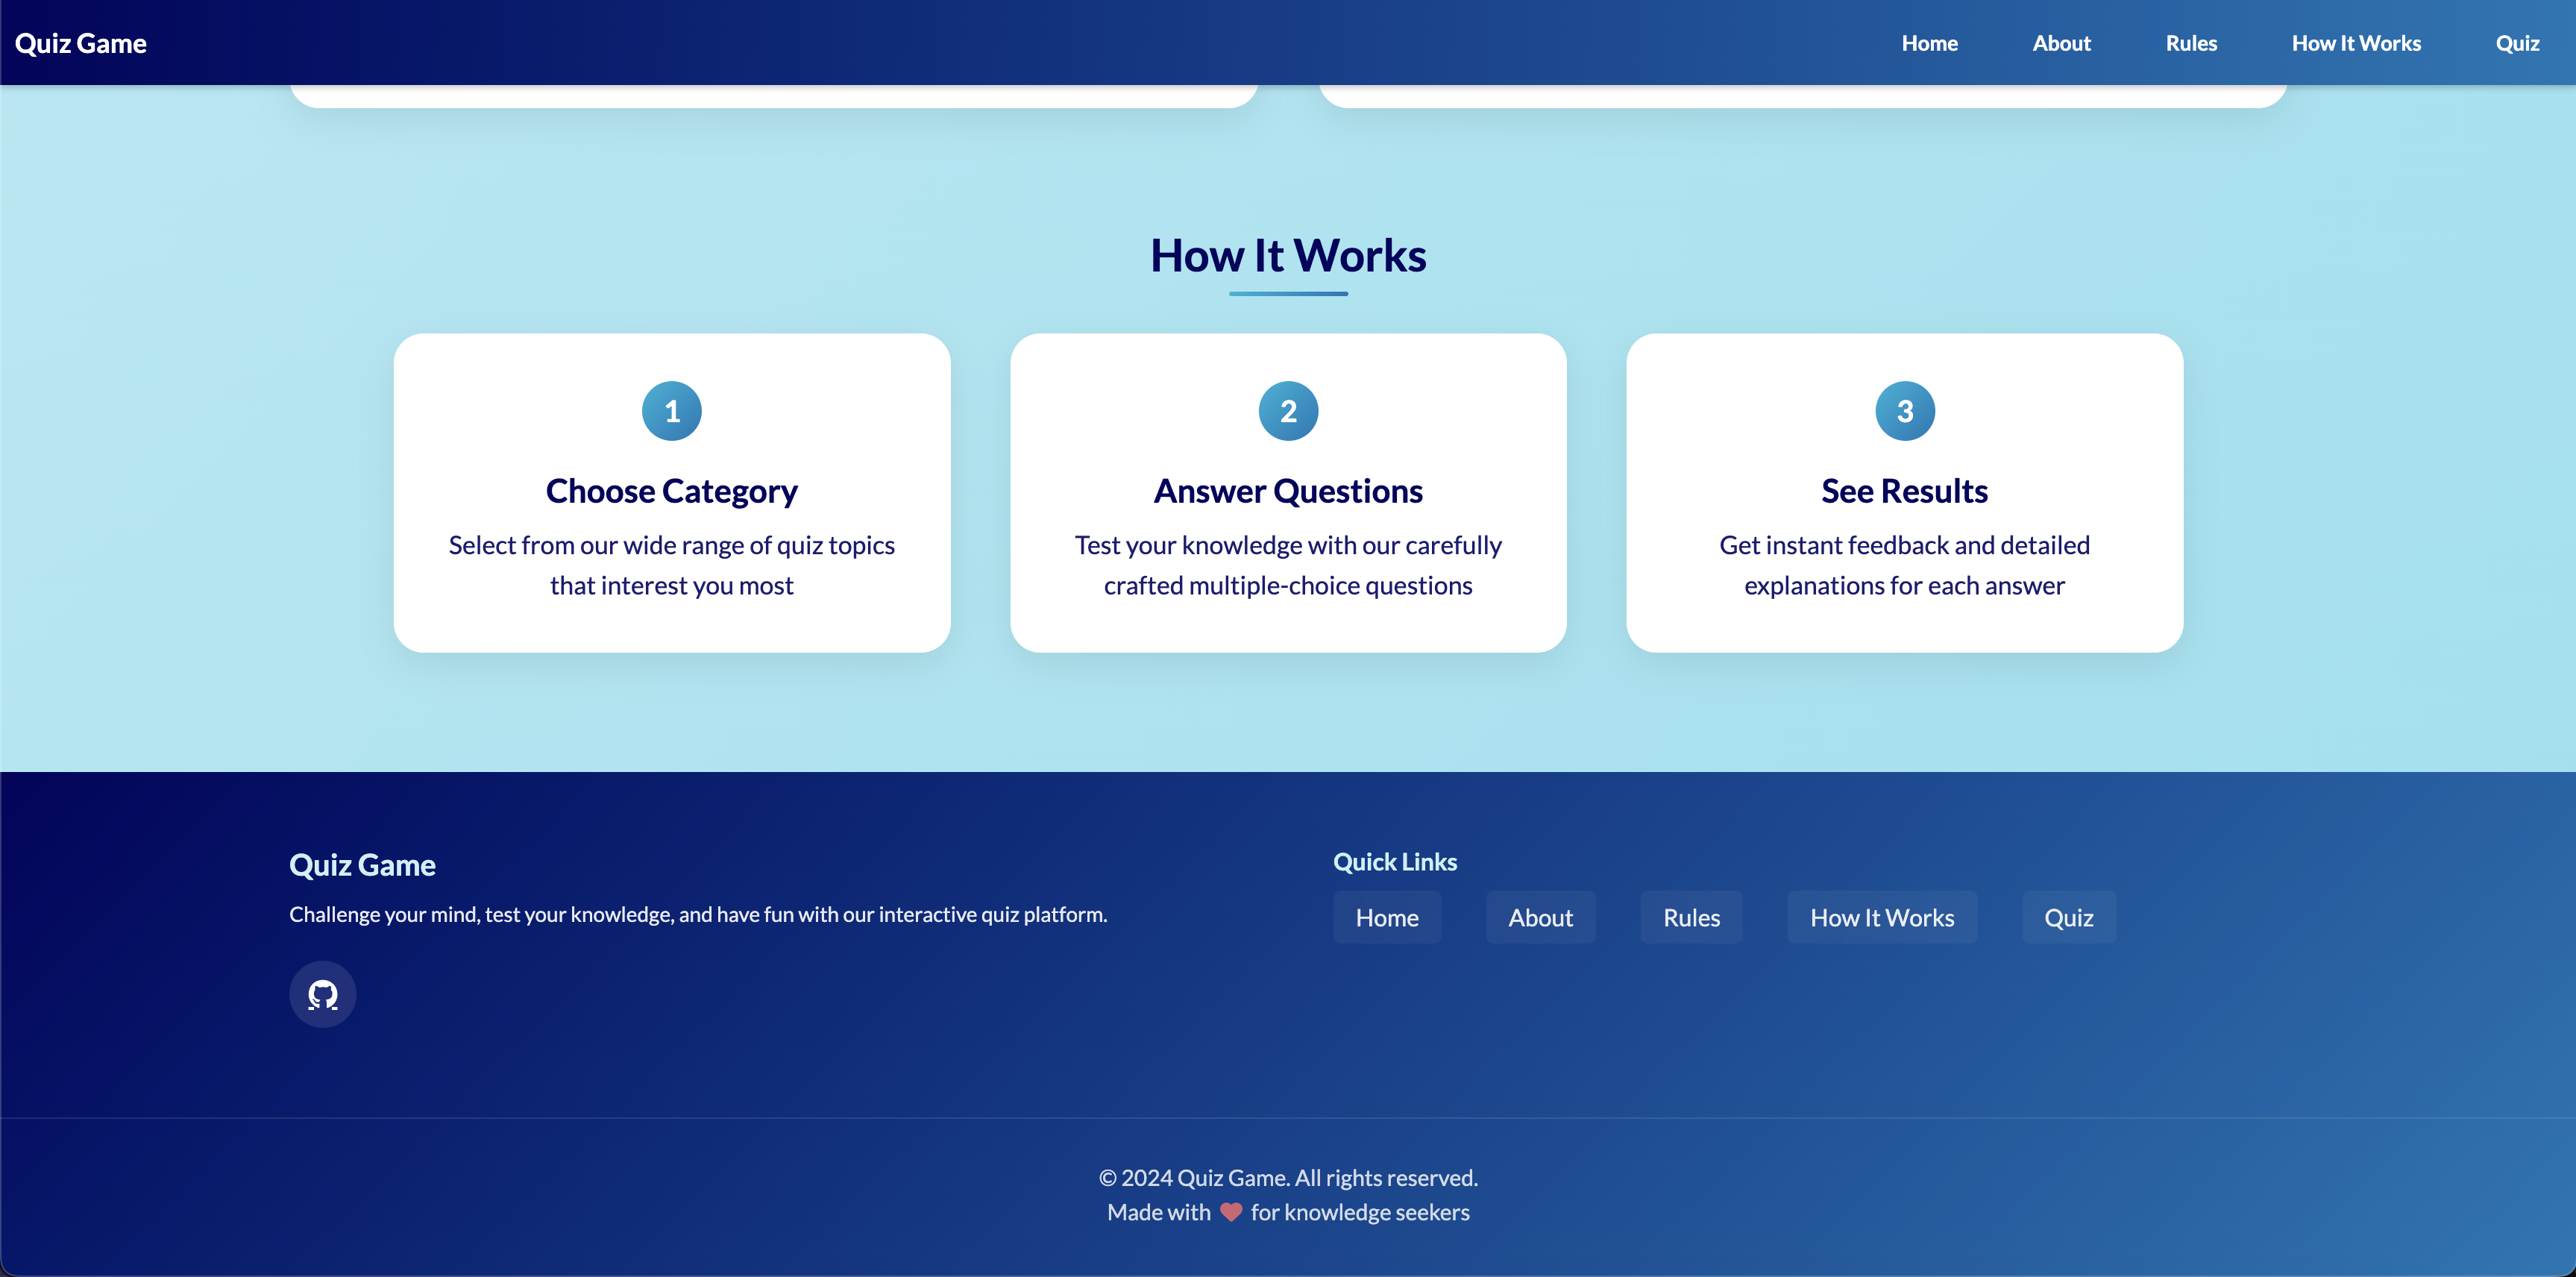 Quiz Game
Home
About
Rules
How It Works
Quiz
How It Works
1
Choose Category
Select from our wide range of quiz topics
that interest you most
2
Answer Questions
Test your knowledge with our carefully
crafted multiple-choice questions
3
See Results
Get instant feedback and detailed
explanations for each answer
Quiz Game
Challenge your mind, test your knowledge, and have fun with our interactive quiz platform.
Quick Links
Home
About
Rules
How It Works
Quiz
© 2024 Quiz Game. All rights reserved.
Made with ❤ for knowledge seekers